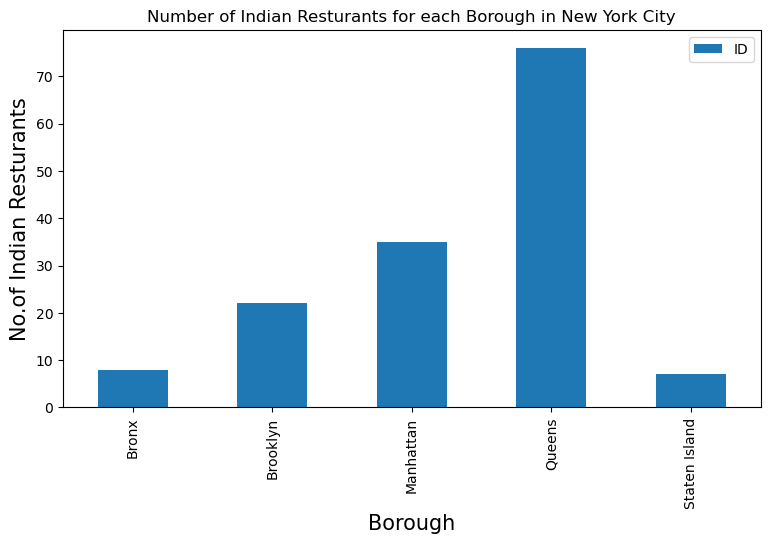 Number of Indian Resturants for each Borough in New York City
ID
No.of Indian Resturants
70
60
50
40
30
20
10
0
Bronx
Brooklyn
Manhattan
Queens
Staten Island
Borough